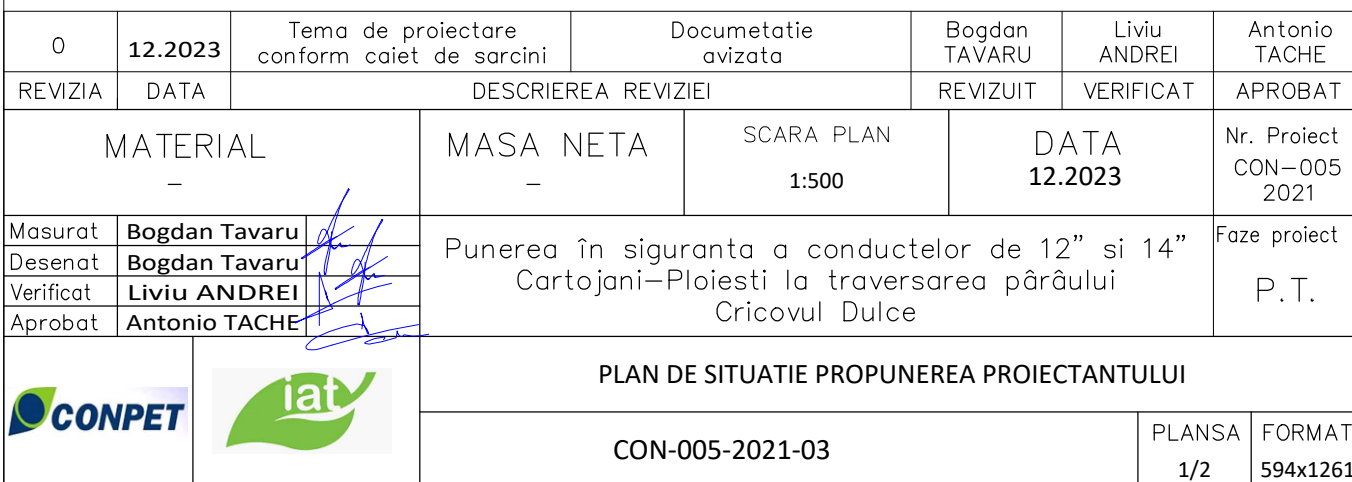 0
12.2023
Tema de proiectare
conform caiet de sarcini
Documetatie
avizata
Bogdan
TAVARU
Liviu
ANDREI
Antonio
TACHE
REVIZIA
DATA
DESCRIEREA REVIZIEI
REVIZUIT
VERIFICAT
APROBAT
MATERIAL
–
MASA NETA
–
SCARA PLAN
1:500
DATA
12.2023
Nr. Proiect
CON–005
2021
Masurat Bogdan Tavaru
Desenat Bogdan Tavaru
Verificat Liviu ANDREI
Aprobat Antonio TACHE
Punerea în siguranta a conductelor de 12” si 14”
Cartojani–Ploiesti la traversarea pârâului
Cricovul Dulce
Faze proiect
P.T.
CONPET
iat
PLAN DE SITUATIE PROPUNEREA PROIECTANTULUI
CON-005-2021-03
PLANSA
1/2
FORMAT
594x1261